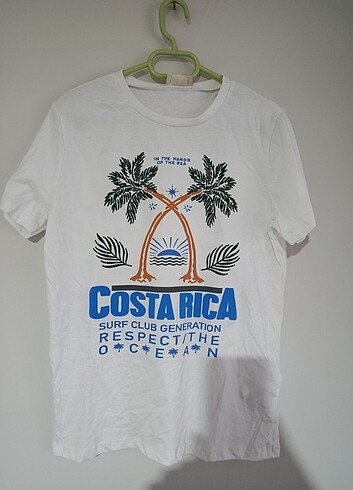 IN THE HANDS
OF THE SEA
COSTA RICA
SURF CLUB GENERATION
RESPECT/THE
OCEAN